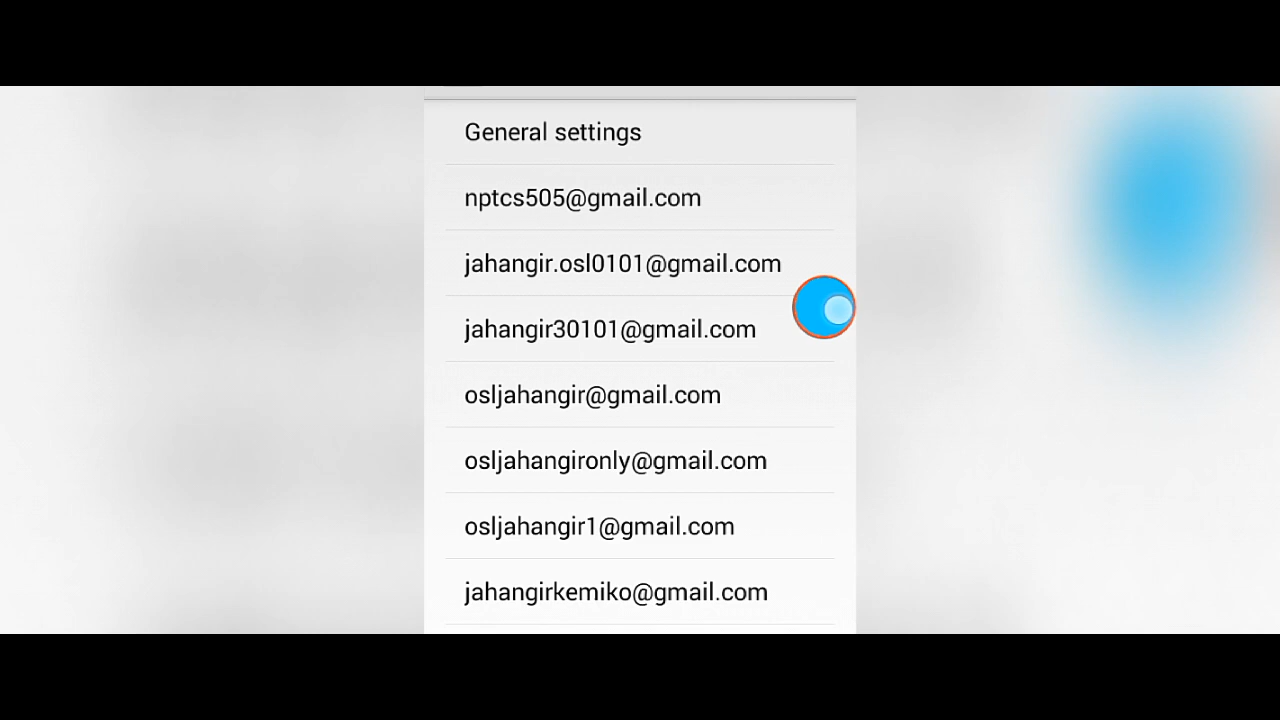 General settings
nptcs505@gmail.com
jahangir.osl0101@gmail.com
jahangir30101@gmail.com
osljahangir@gmail.com
osljahangironly@gmail.com
osljahangir1@gmail.com
jahangirkemiko@gmail.com